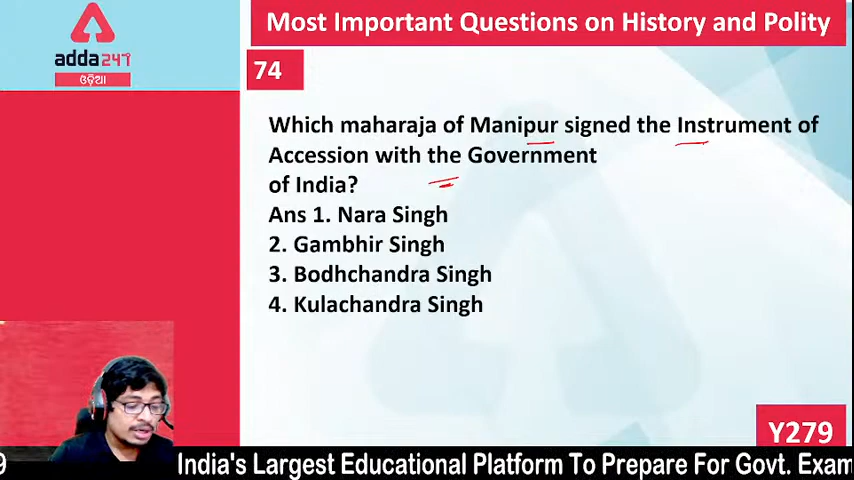 Most Important Questions on History and Polity
adda247
ଓଡ଼ିଆ
74
Which maharaja of Manipur signed the Instrument of
Accession with the Government
of India?
Ans 1. Nara Singh
2. Gambhir Singh
3. Bodhchandra Singh
4. Kulachandra Singh
Y279
9 India's Largest Educational Platform To Prepare For Govt. Exam